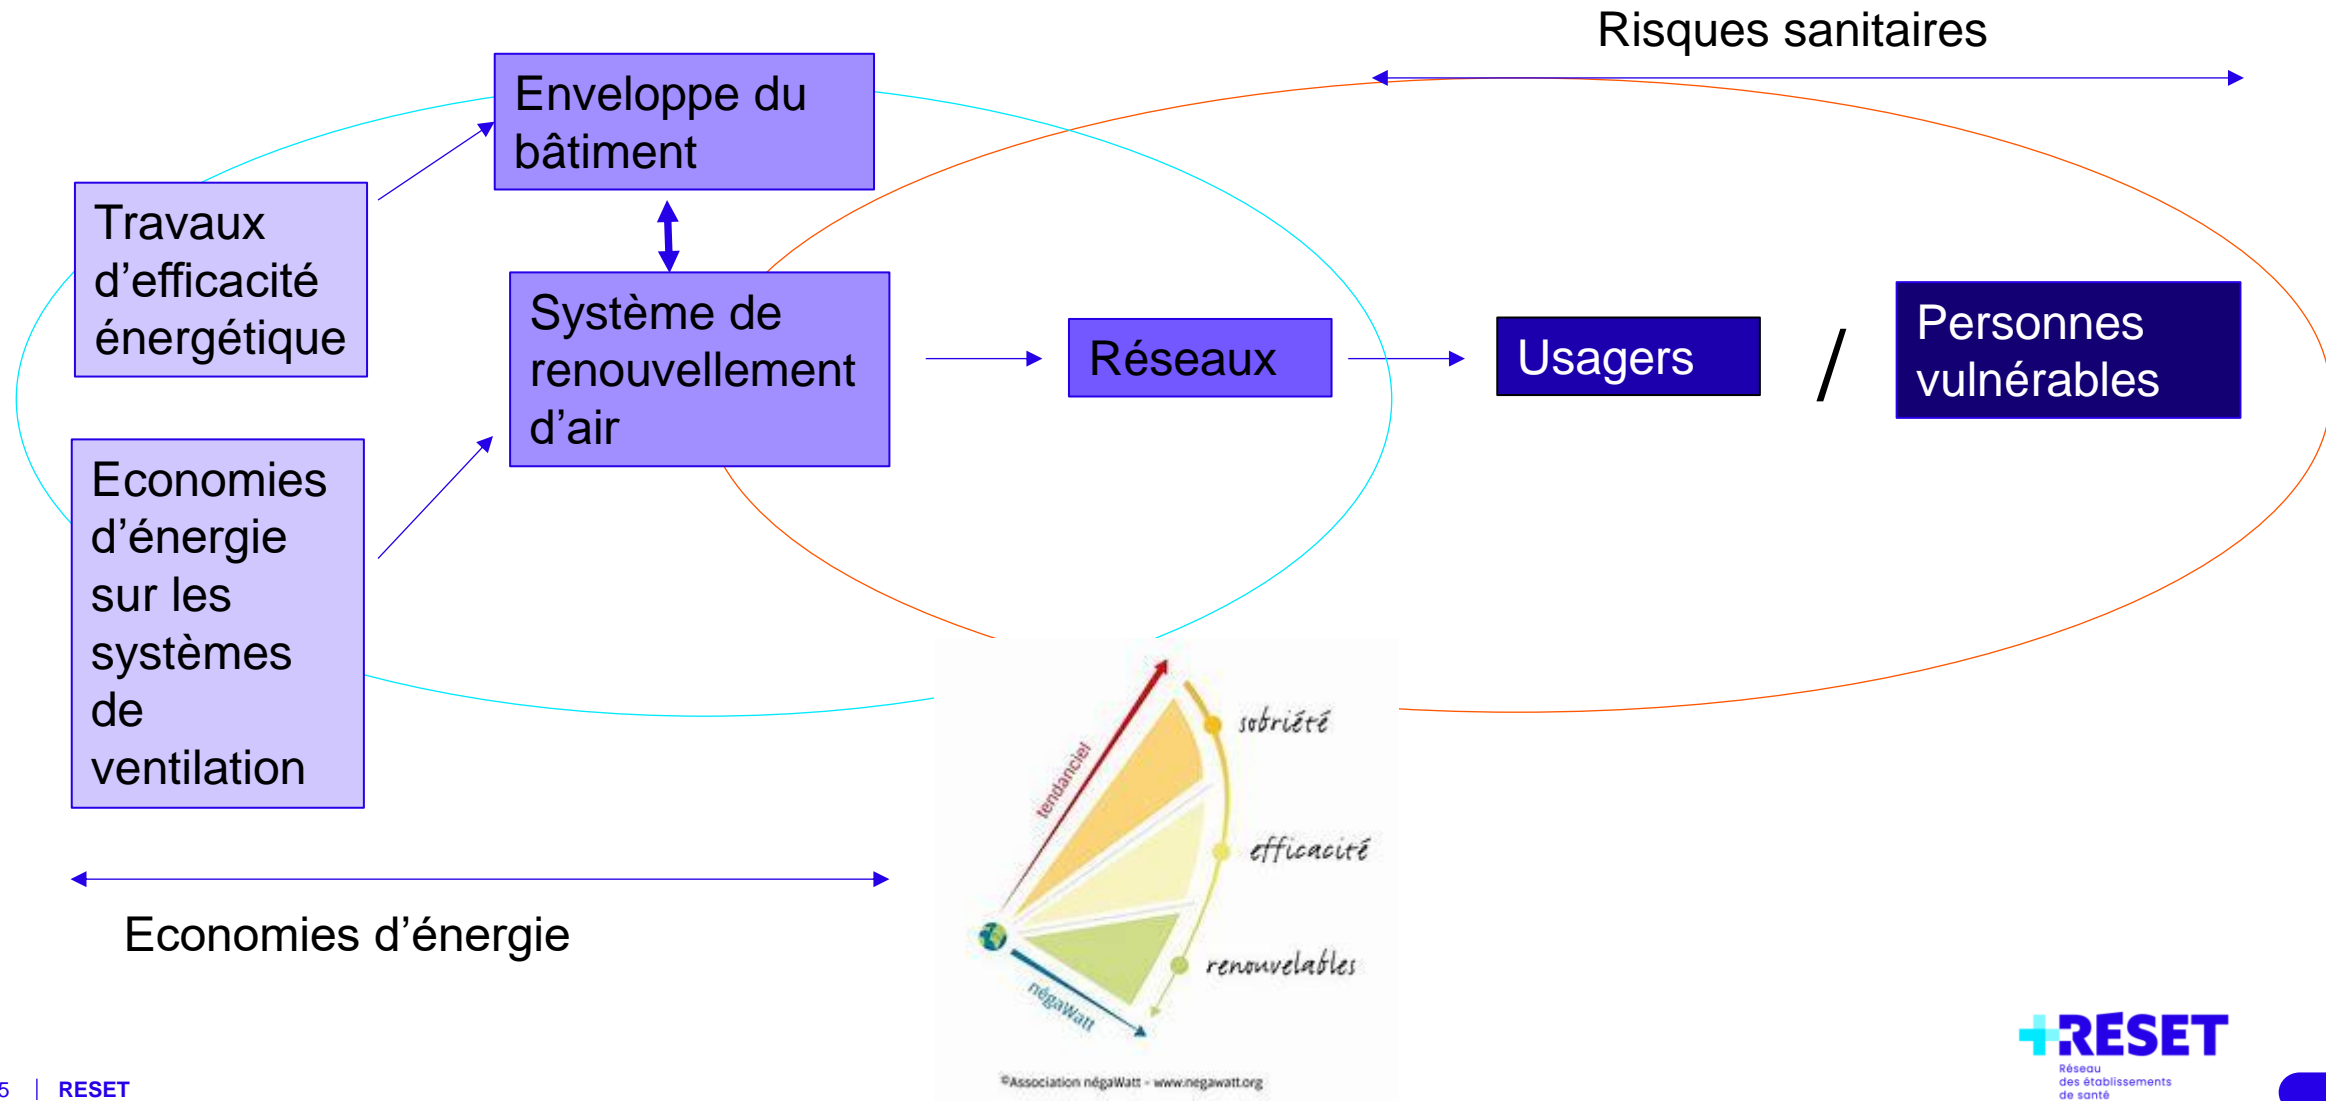 Risques sanitaires
Enveloppe du
bâtiment
Travaux
d’efficacité
énergétique
Système de
renouvellement
d’air
Réseaux
Usagers
/
Personnes
vulnérables
Economies
d’énergie
sur les
systèmes
de
ventilation
Economies d’énergie
tendanciel
sobriété
efficacité
renouvelables
négaWatt
©Association négaWatt - www.negawatt.org
5 | RESET
+RESET
Réseau
des établissements
de santé